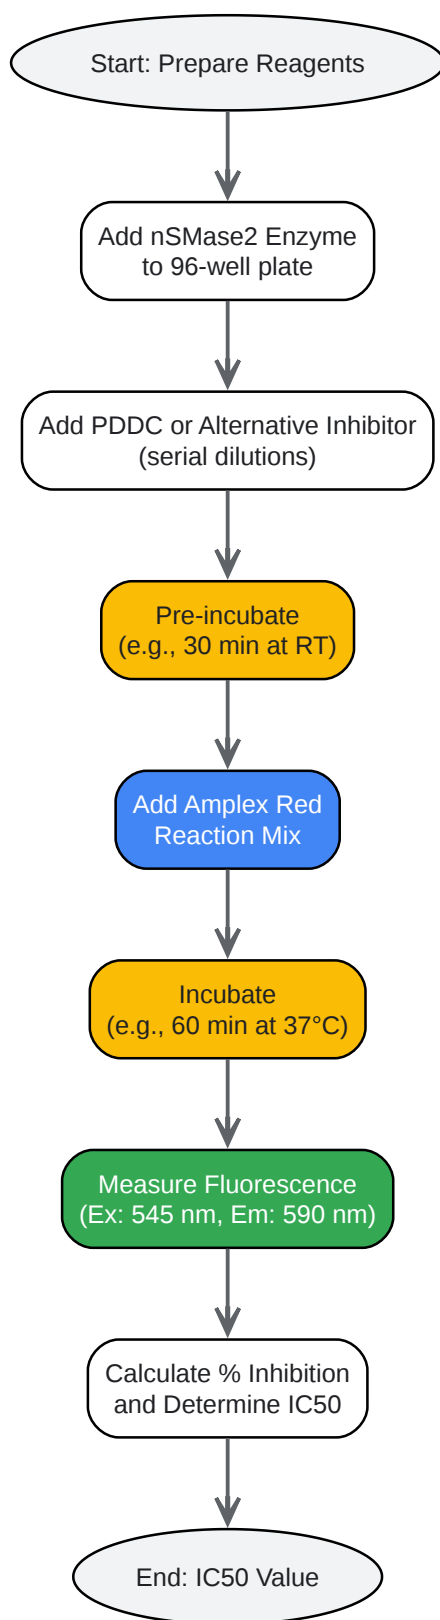 Start: Prepare Reagents
Add nSMase2 Enzyme
to 96-well plate
Add PDDC or Alternative Inhibitor
(serial dilutions)
Pre-incubate
(e.g., 30 min at RT)
Add Amplex Red
Reaction Mix
Incubate
(e.g., 60 min at 37°C)
Measure Fluorescence
(Ex: 545 nm, Em: 590 nm)
Calculate % Inhibition
and Determine IC50
End: IC50 Value